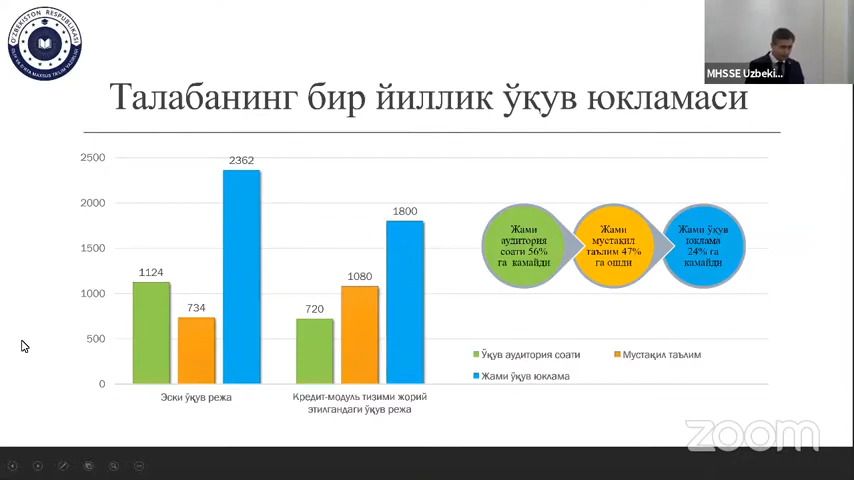 O'ZBEKISTON RESPUBLIKASI
MHSSE Uzbeki...
Талабанинг бир йиллик ўқув юкламаси
2500
2000
1500
1000
500
0
1124
734
2362
720
1080
1800
Эски ўқув режа
Кредит-модуль тизими жорий
этилгандаги ўқув режа
Жами
аудитория
соати 56%
га камайди
Жами
мустақил
таълим 47%
га ошди
Жами ўқув
юклама
24% га
камайди
Ўқув аудитория соати
Мустақил таълим
Жами ўқув юклама
zoom